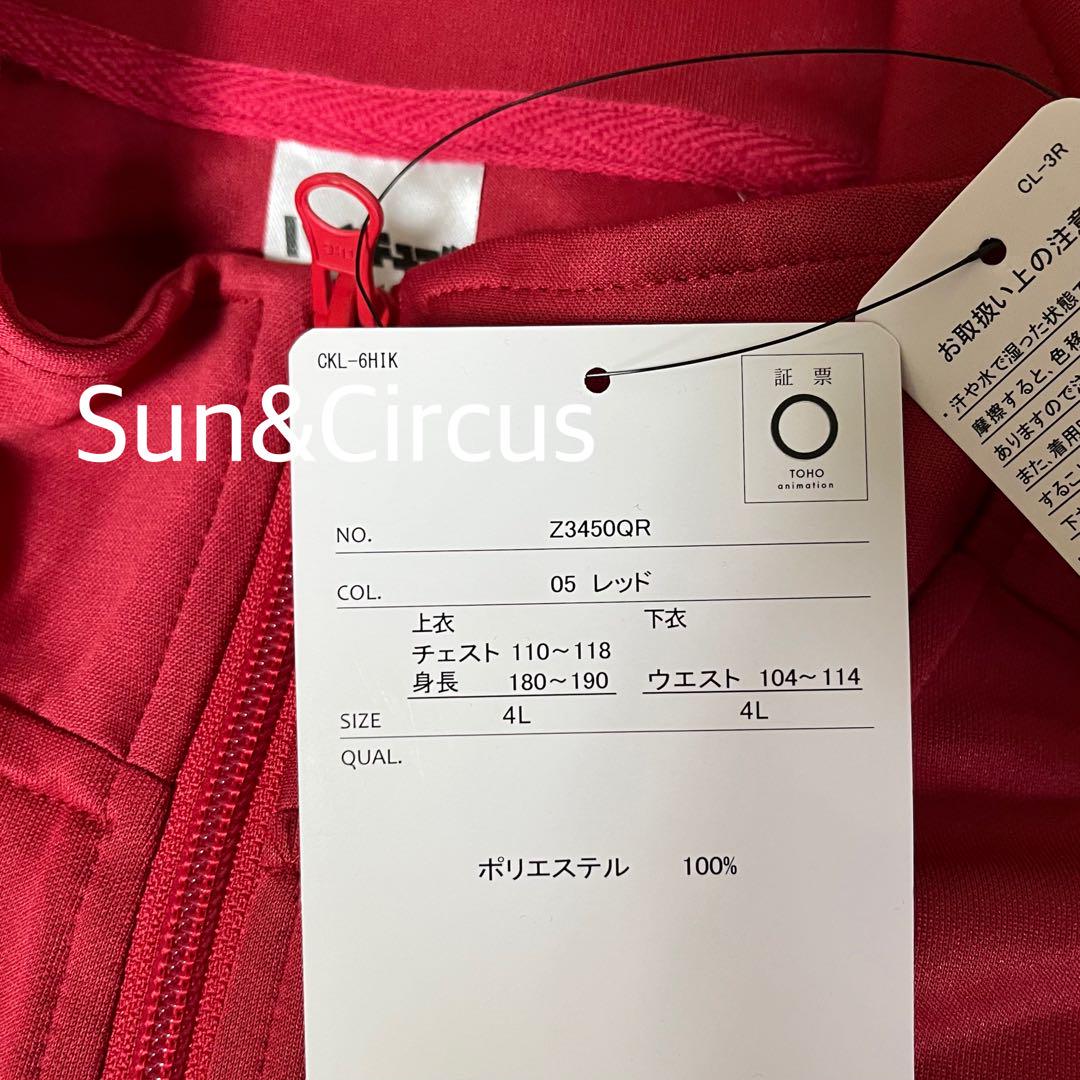 CL-3R
お取扱い上の注意
・汗や水で湿った状態で
摩擦すると、色移
ありますので注
また、着用
するこ
下
CKL-6HIK
Sun&Circus
証票
TOHO
animation
NO. Z3450QR
COL. 05 レッド
上衣 下衣
チェスト 110～118
身長 180～190 ウエスト 104～114
SIZE 4L 4L
QUAL.
ポリエステル 100%